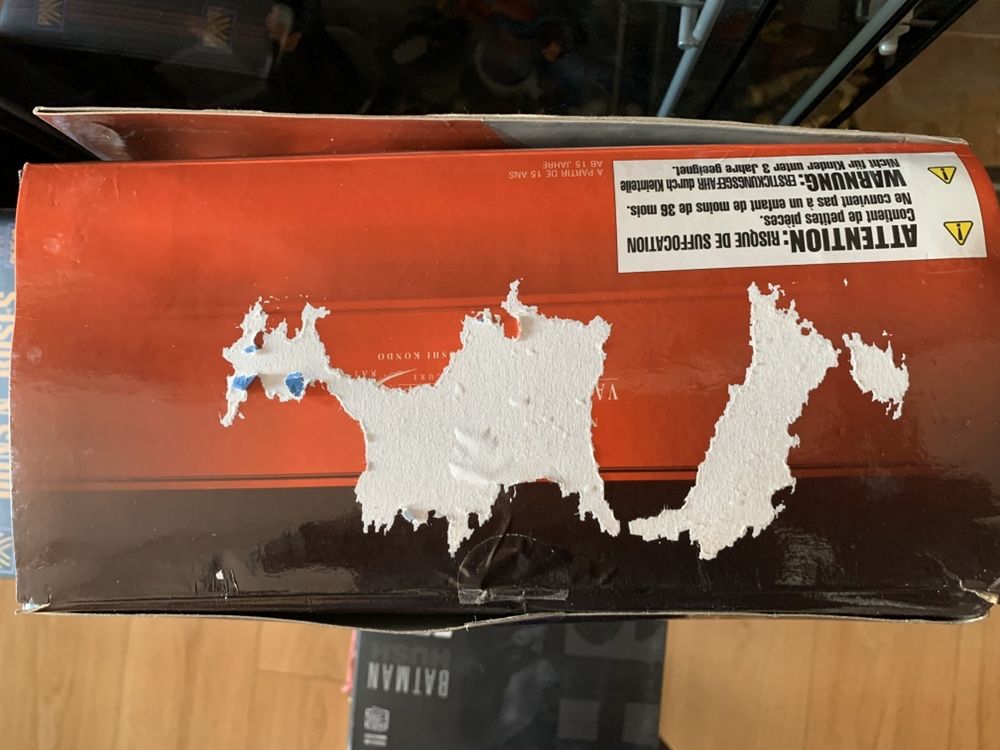 ATTENTION: RISQUE DE SUFFOCATION
Contient de petites pièces.
Ne convient pas à un enfant de moins de 36 mois.
WARNUNG: ERSTICKUNGSGEFAHR durch Kleinteile
Nicht für Kinder unter 3 Jahre geeignet.
A PARTIR DE 15 ANS
AB 15 JAHRE
VA
SHI KONDO
BATMAN
HUSH